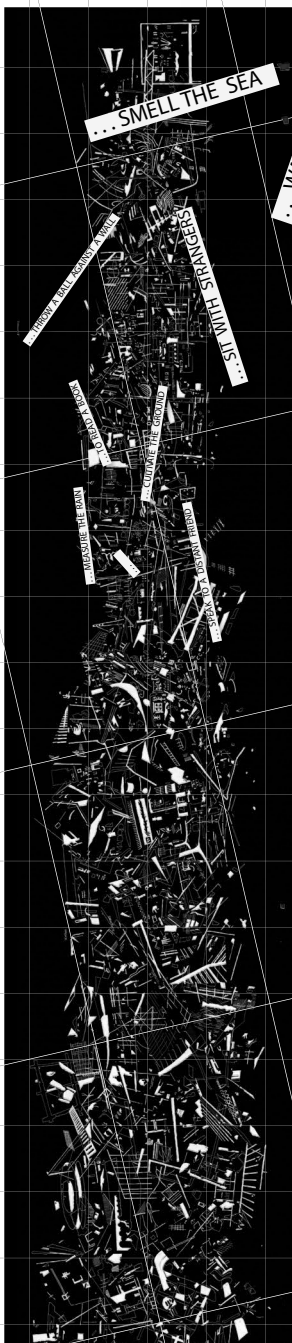 ...SMELL THE SEA
...THROW A BALL AGAINST A WALL
...SIT WITH STRANGERS
...TO READ A BOOK
...CULTIVATE THE GROUND
...MEASURE THE RAIN
...
...SPEAK TO A DISTANT FRIEND